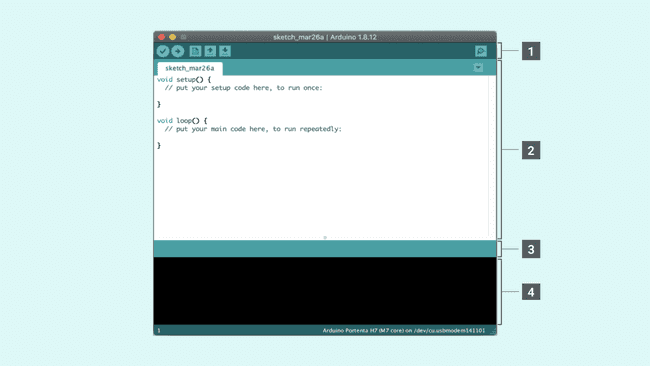 sketch_mar26a | Arduino 1.8.12
1
sketch_mar26a
void setup() {
// put your setup code here, to run once:
}
void loop() {
// put your main code here, to run repeatedly:
}
2
3
4
1
Arduino Portenta H7 (M7 core) on /dev/cu.usbmodem141101